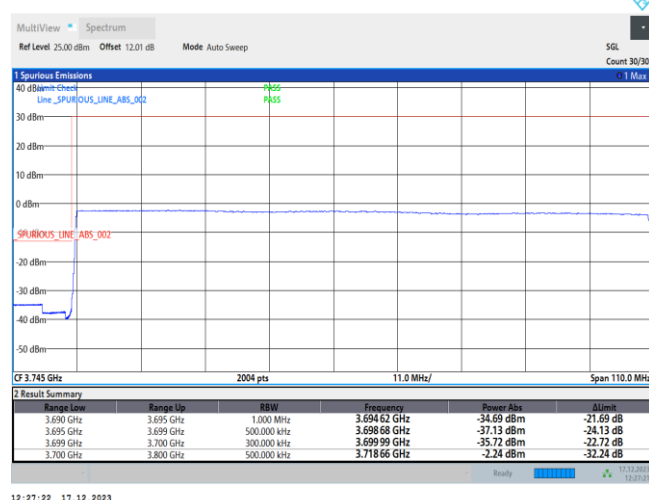 MultiView Spectrum
Ref Level 25.00 dBm Offset 12.01 dB Mode Auto Sweep SGL
Count 30/30
1 Spurious Emissions 1 Max
40 dBm Limit Check PASS
Line _SPURIOUS_LINE_ABS_002 PASS
30 dBm
20 dBm
10 dBm
0 dBm
_SPURIOUS_LINE_ABS_002
-20 dBm
-30 dBm
-40 dBm
-50 dBm
CF 3.745 GHz 2004 pts 11.0 MHz/ Span 110.0 MHz
2 Result Summary
Range Low Range Up RBW Frequency Power Abs ΔLimit
3.690 GHz 3.695 GHz 1.000 MHz 3.694 62 GHz -34.69 dBm -21.69 dB
3.695 GHz 3.699 GHz 500.000 kHz 3.698 68 GHz -37.13 dBm -24.13 dB
3.699 GHz 3.700 GHz 300.000 kHz 3.699 99 GHz -35.72 dBm -22.72 dB
3.700 GHz 3.800 GHz 500.000 kHz 3.718 66 GHz -2.24 dBm -32.24 dB
Ready 17.12.2023
12:27:21
12:27:22 17.12.2023